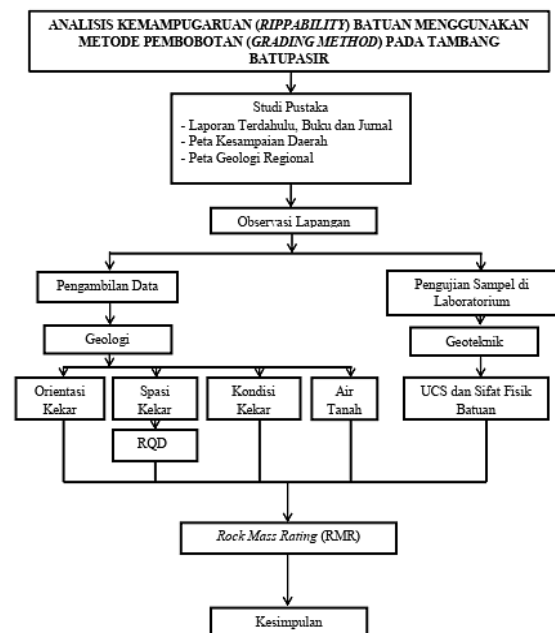 ANALISIS KEMAMPUGARUAN (RIPPABILITY) BATUAN MENGGUNAKAN
METODE PEMBOBOTAN (GRADING METHOD) PADA TAMBANG
BATUPASIR
Studi Pustaka
- Laporan Terdahulu, Buku dan Jurnal
- Peta Kesampaian Daerah
- Peta Geologi Regional
Observasi Lapangan
Pengambilan Data
Pengujian Sampel di
Laboratorium
Geologi
Geoteknik
Orientasi
Kekar
Spasi
Kekar
Kondisi
Kekar
Air
Tanah
UCS dan Sifat Fisik
Batuan
RQD
Rock Mass Rating (RMR)
Kesimpulan